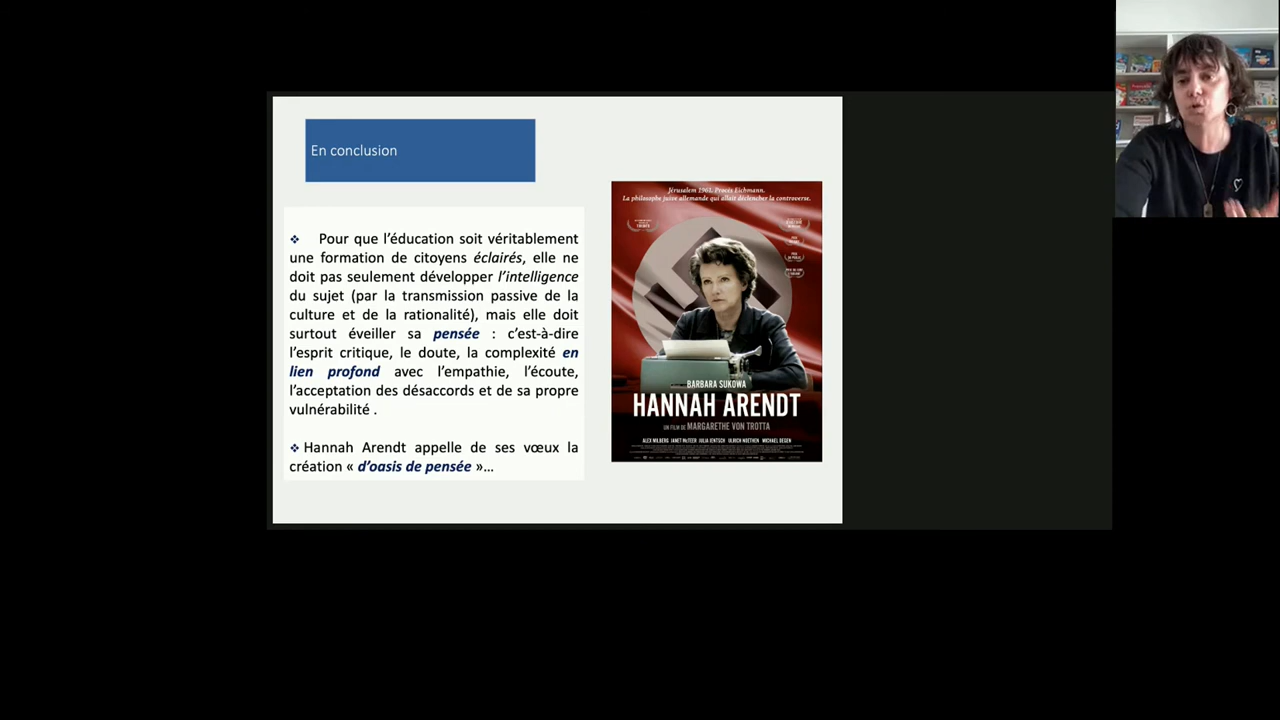 En conclusion
❖ Pour que l’éducation soit véritablement
une formation de citoyens éclairés, elle ne
doit pas seulement développer l’intelligence
du sujet (par la transmission passive de la
culture et de la rationalité), mais elle doit
surtout éveiller sa pensée : c’est-à-dire
l’esprit critique, le doute, la complexité en
lien profond avec l’empathie, l’écoute,
l’acceptation des désaccords et de sa propre
vulnérabilité .
❖ Hannah Arendt appelle de ses vœux la
création « d’oasis de pensée »…
Jérusalem 1961. Procès Eichmann.
La philosophe juive allemande qui allait déclencher la controverse.
BARBARA SUKOWA
HANNAH ARENDT
UN FILM DE MARGARETHE VON TROTTA
ALEX MILBERG JANET McTEER JULIA JENTSCH ULRICH NOETHEN MICHAEL DEGEN